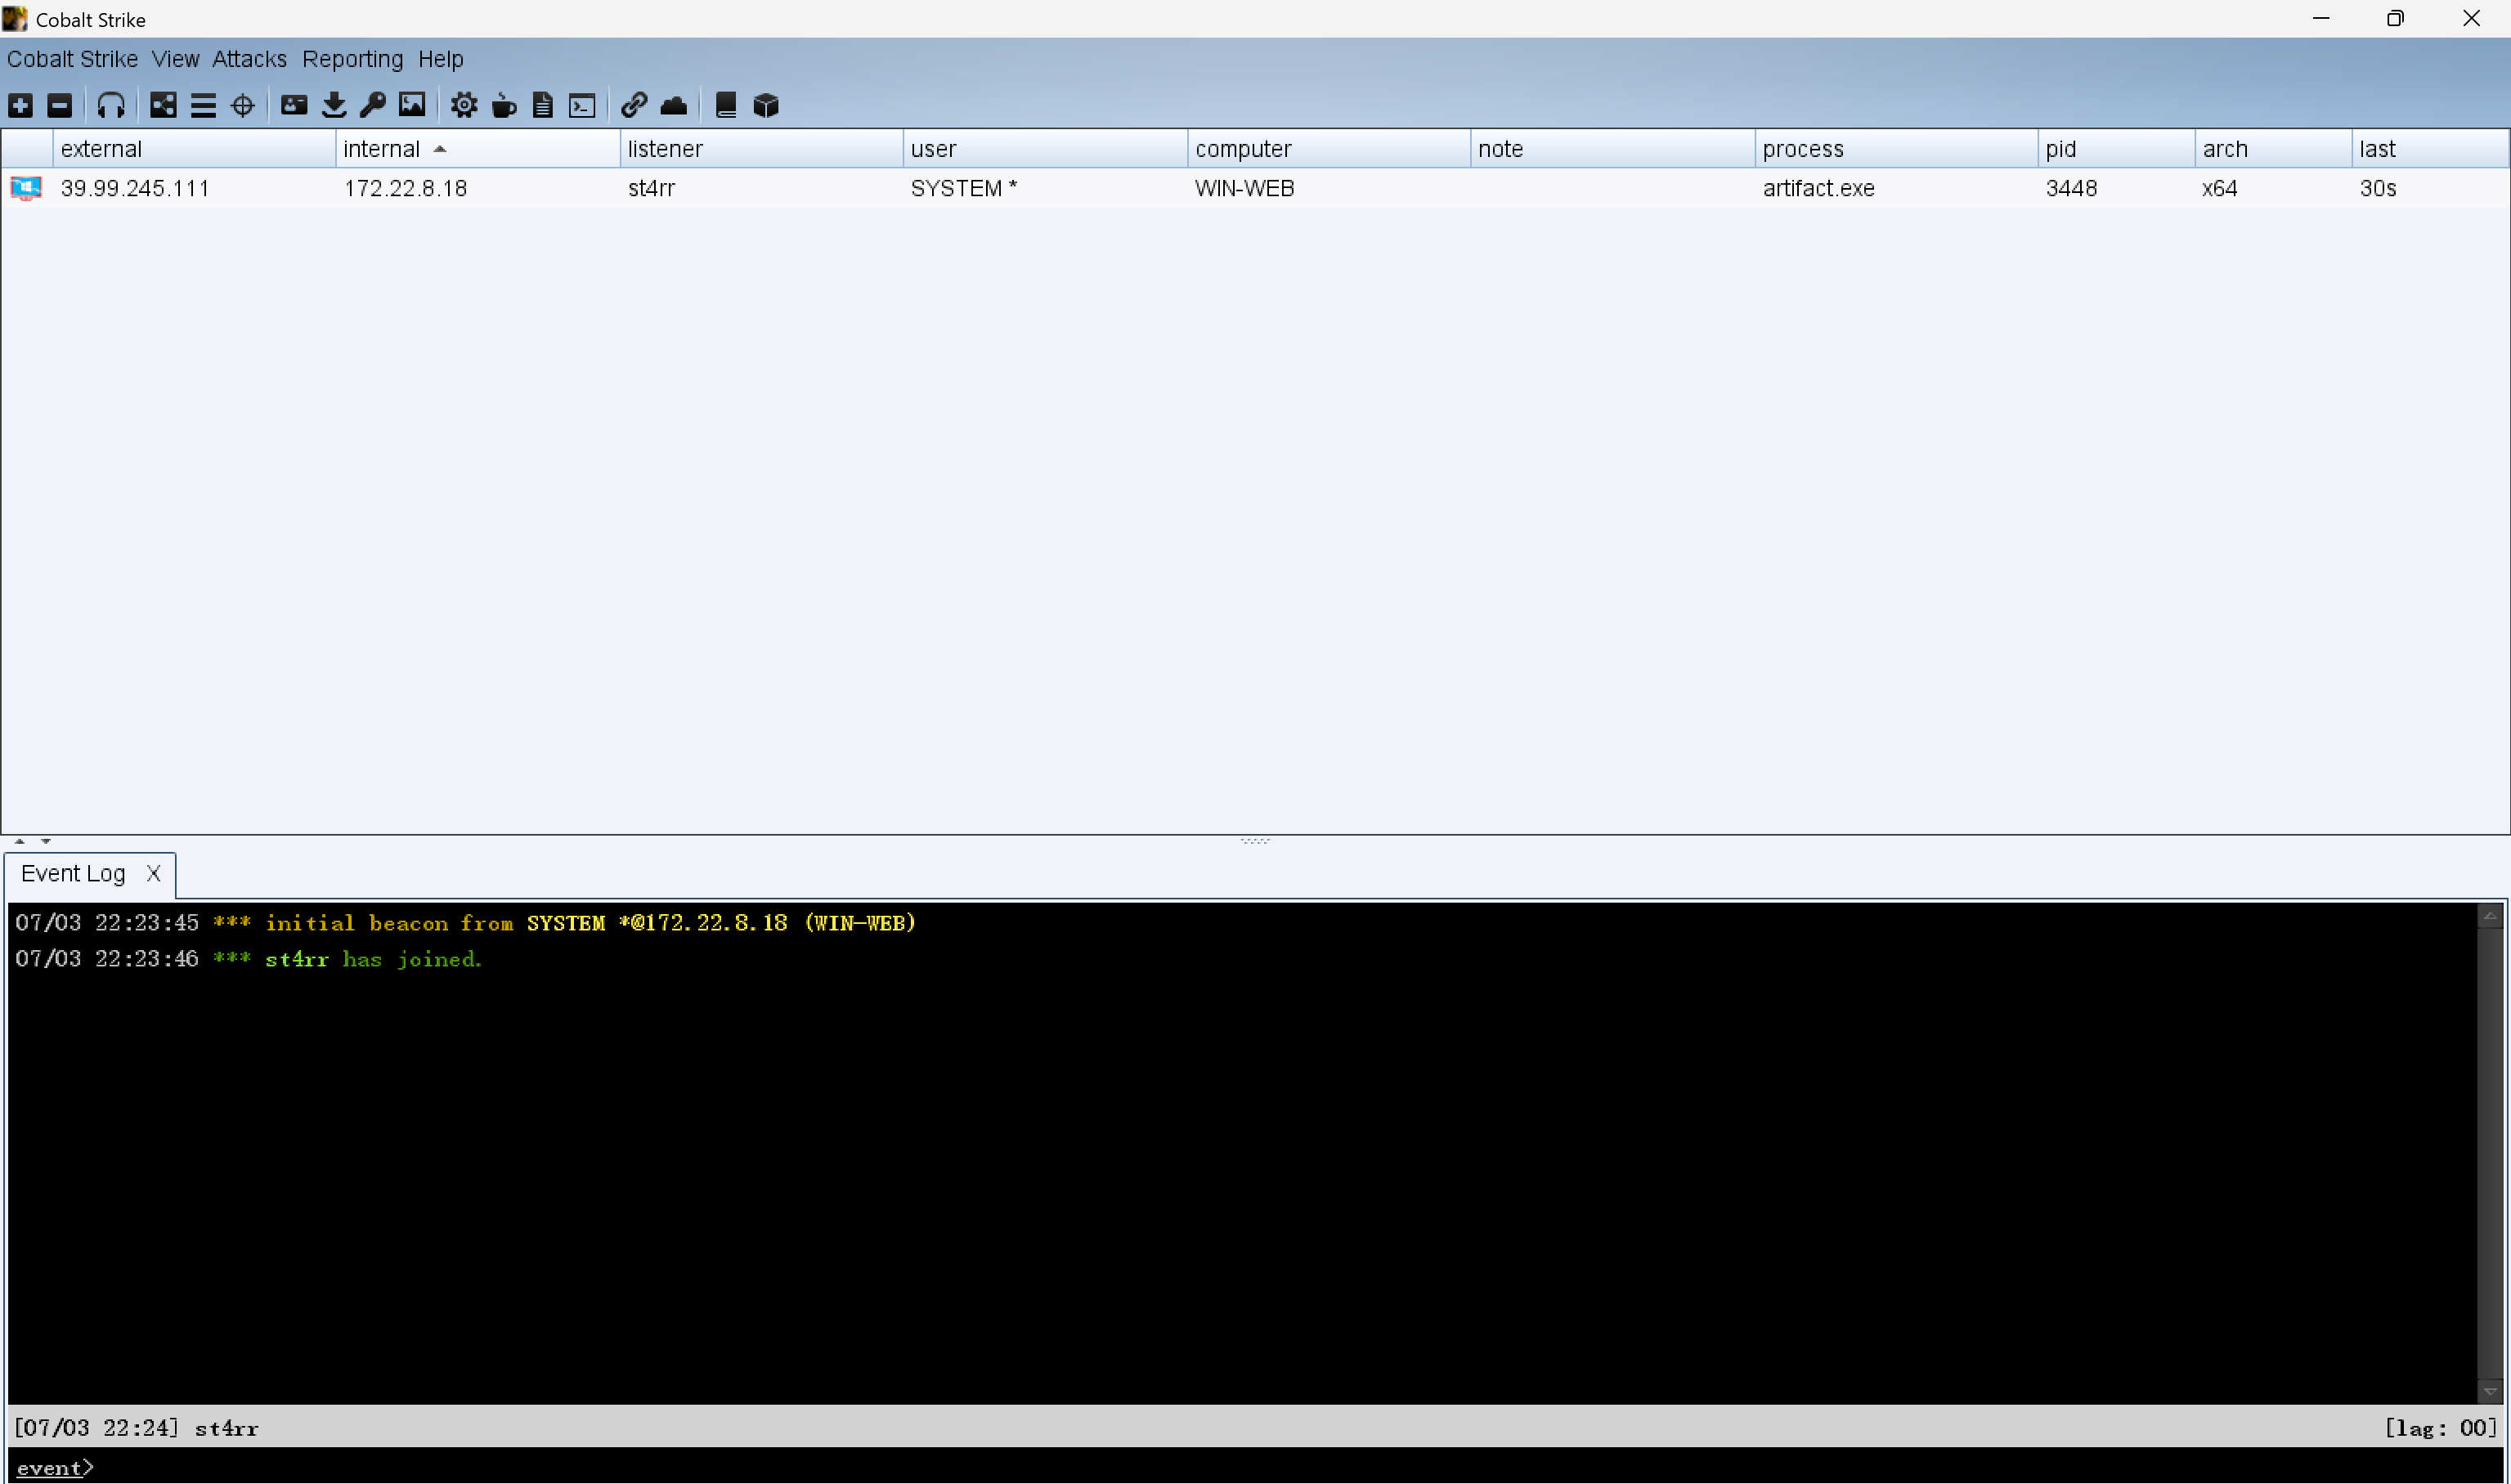 Cobalt Strike
Cobalt Strike View Attacks Reporting Help
external internal listener user computer note process pid arch last
39.99.245.111 172.22.8.18 st4rr SYSTEM * WIN-WEB artifact.exe 3448 x64 30s
Event Log X
07/03 22:23:45 *** initial beacon from SYSTEM *@172.22.8.18 (WIN-WEB)
07/03 22:23:46 *** st4rr has joined.
[07/03 22:24] st4rr [lag: 00]
event>